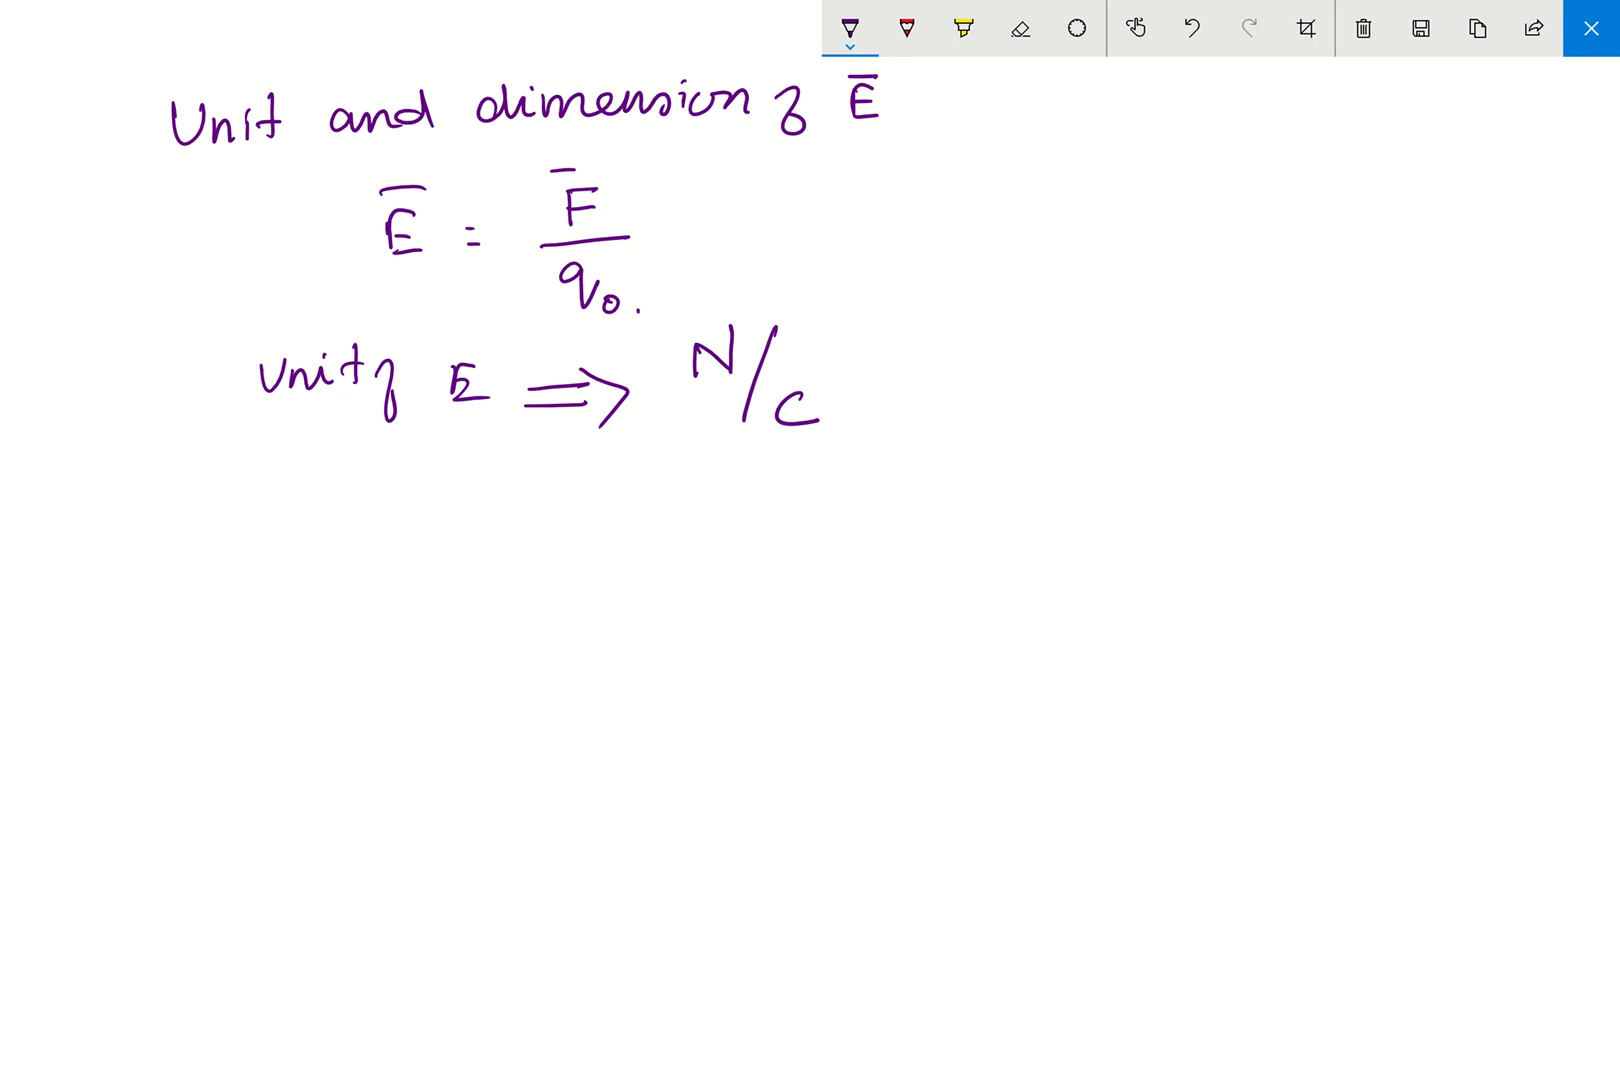 Unit and dimension of E̅
E̅ = F̅ / q₀.
Unit of E ⇒ N/C